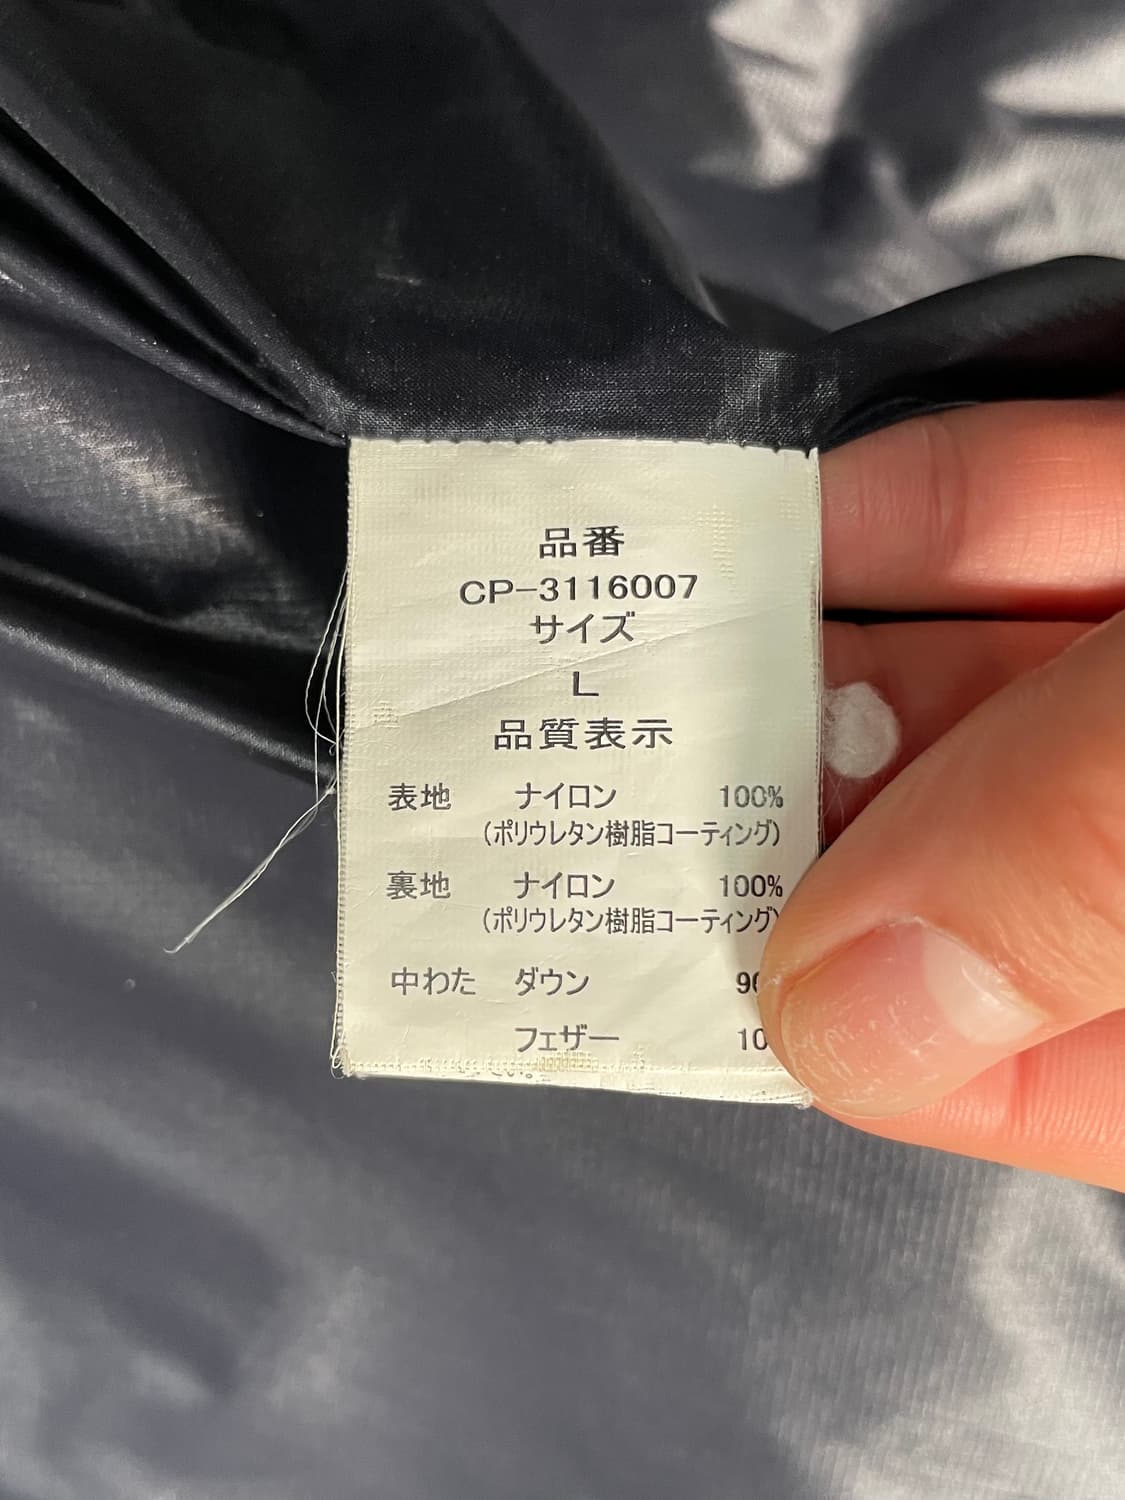 品番
CP-3116007
サイズ
L
品質表示
表地 ナイロン 100%
(ポリウレタン樹脂コーティング)
裏地 ナイロン 100%
(ポリウレタン樹脂コーティング)
中わた ダウン
フェザー 10